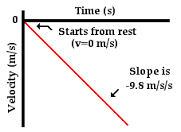 Time (s)
0
Starts from rest
(v=0 m/s)
Velocity (m/s)
Slope is
-9.8 m/s/s